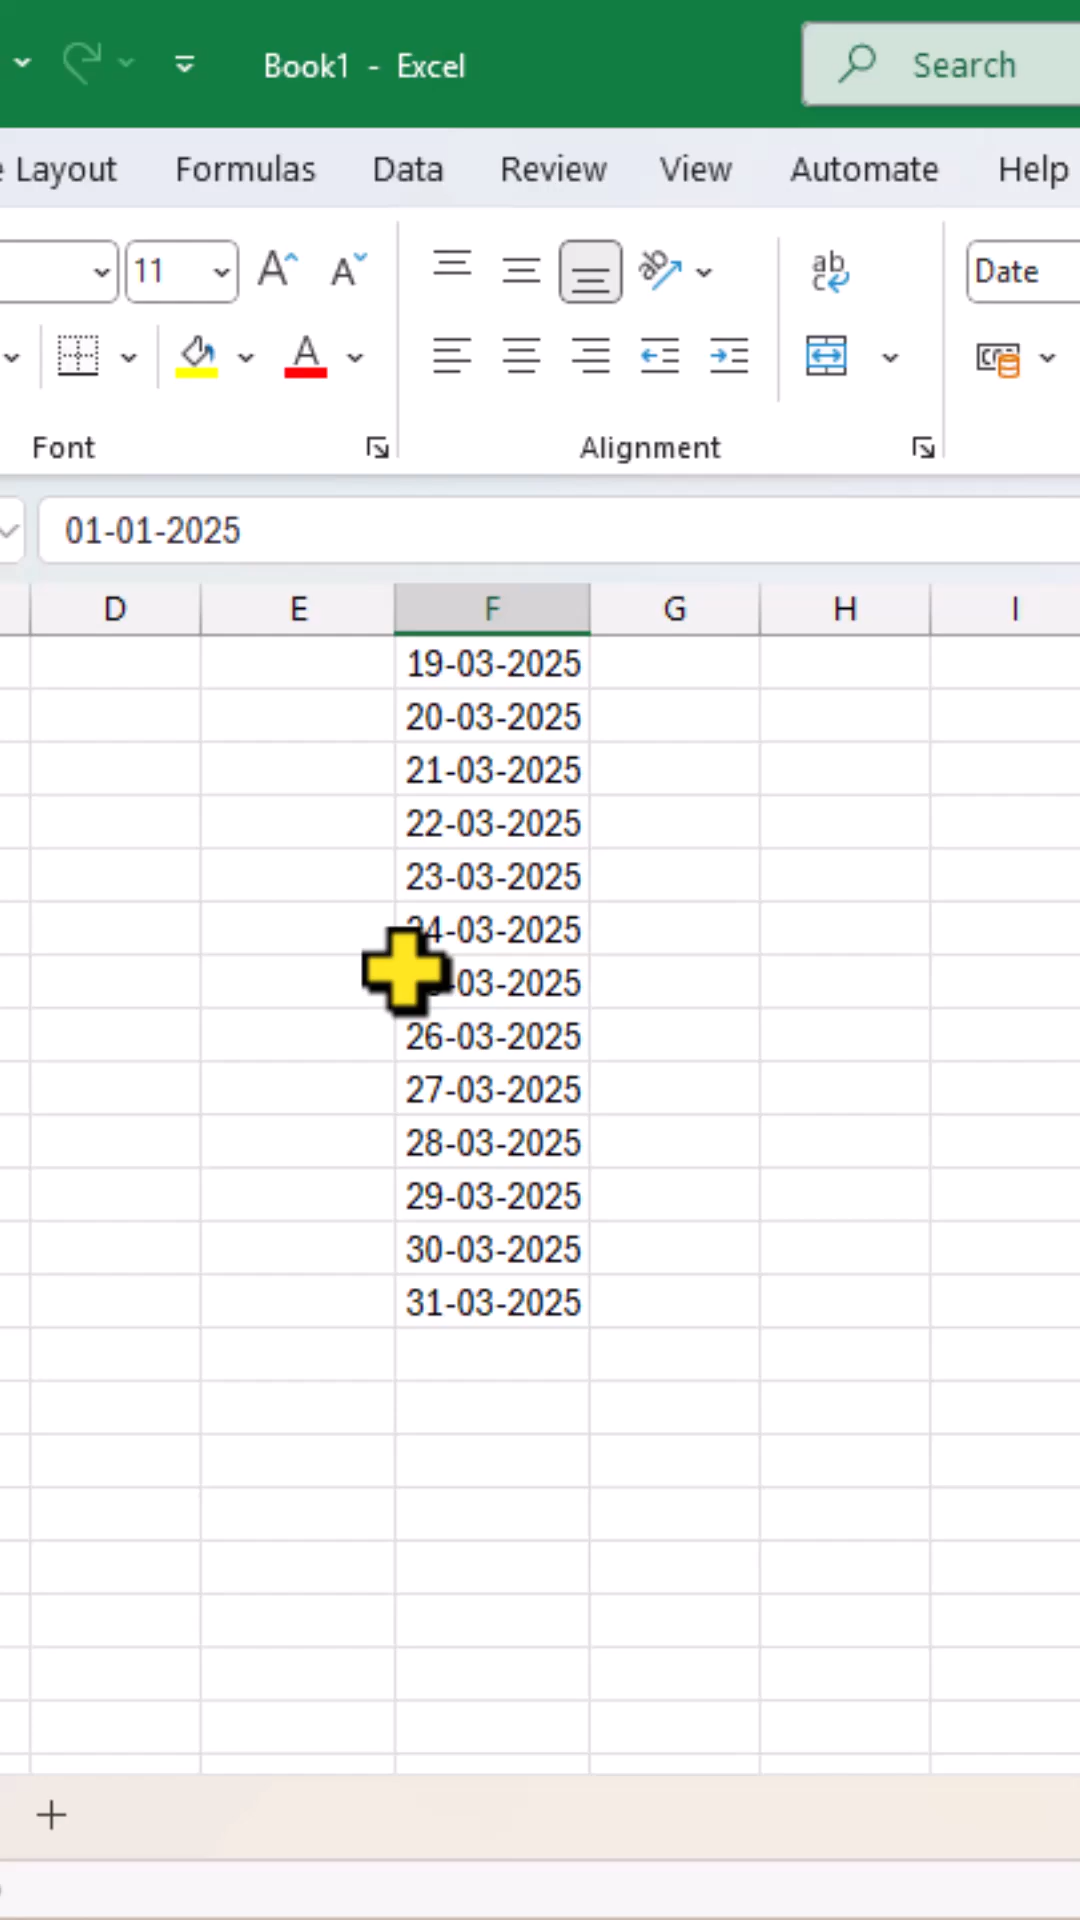 Book1 - Excel
Search
Layout Formulas Data Review View Automate Help
11
Date
Font
Alignment
01-01-2025
D E F G H I
19-03-2025
20-03-2025
21-03-2025
22-03-2025
23-03-2025
24-03-2025
-03-2025
26-03-2025
27-03-2025
28-03-2025
29-03-2025
30-03-2025
31-03-2025